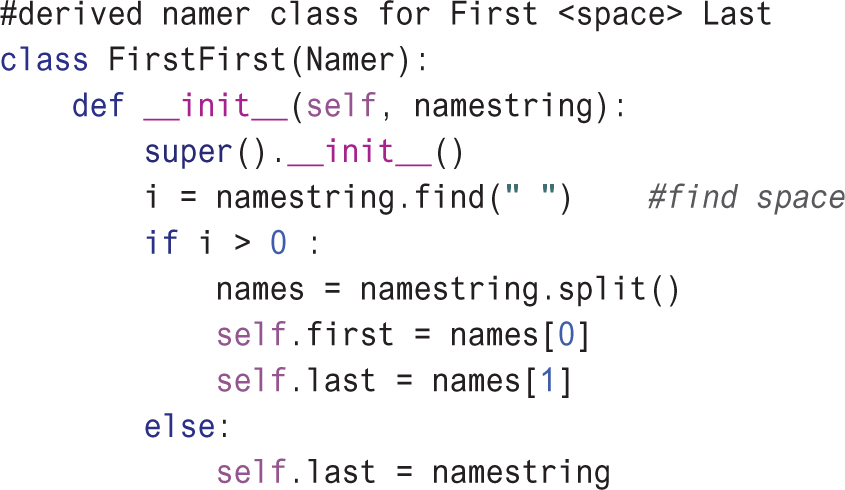 #derived namer class for First <space> Last
class FirstFirst(Namer):
    def __init__(self, namestring):
        super().__init__()
        i = namestring.find(" ")    #find space
        if i > 0 :
            names = namestring.split()
            self.first = names[0]
            self.last = names[1]
        else:
            self.last = namestring